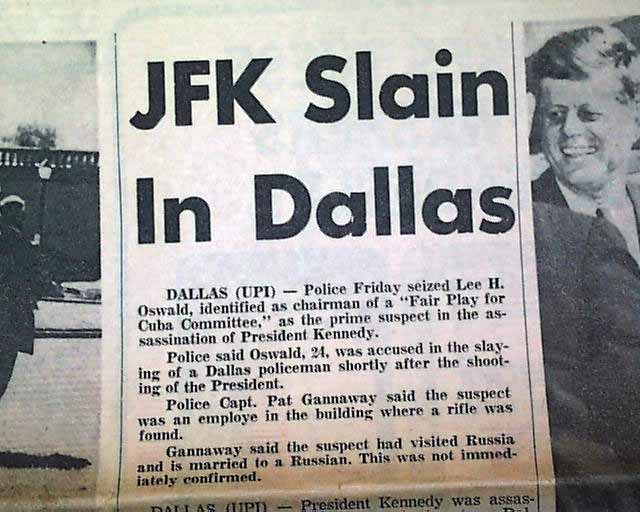 JFK Slain
In Dallas
DALLAS (UPI) — Police Friday seized Lee H.
Oswald, identified as chairman of a "Fair Play for
Cuba Committee," as the prime suspect in the as-
sassination of President Kennedy.
Police said Oswald, 24, was accused in the slay-
ing of a Dallas policeman shortly after the shoot-
ing of the President.
Police Capt. Pat Gannaway said the suspect
was an employe in the building where a rifle was
found.
Gannaway said the suspect had visited Russia
and is married to a Russian. This was not immed-
iately confirmed.
DALLAS (UPI) — President Kennedy was assas-